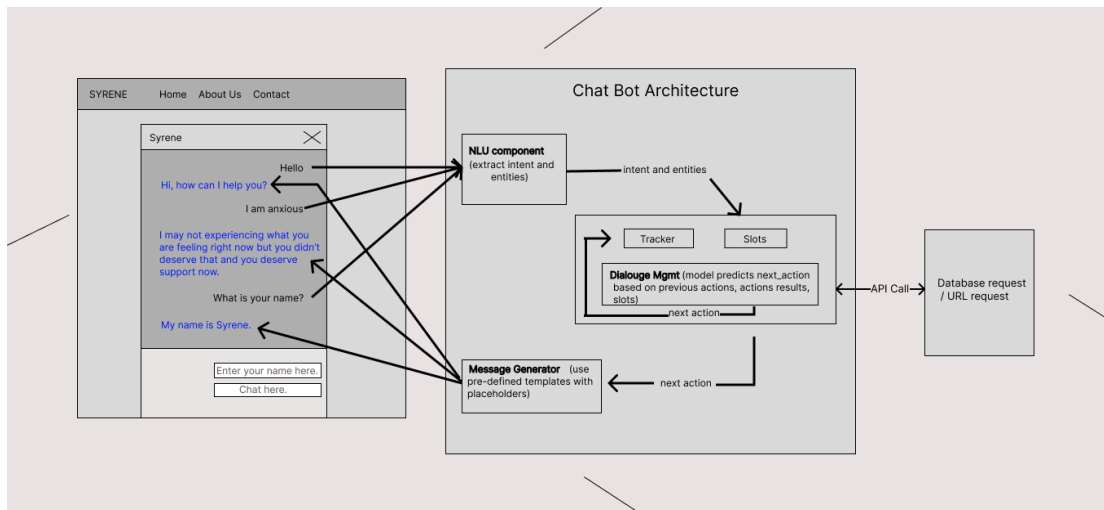 SYRENE Home About Us Contact
Syrene
Hello
Hi, how can I help you?
I am anxious
I may not experiencing what you
are feeling right now but you didn't
deserve that and you deserve
support now.
What is your name?
My name is Syrene.
Enter your name here.
Chat here.
Chat Bot Architecture
NLU component
(extract intent and
entities)
intent and entities
Tracker
Slots
Dialouge Mgmt (model predicts next_action
based on previous actions, actions results,
slots)
next action
API Call
Database request
/ URL request
next action
Message Generator (use
pre-defined templates with
placeholders)